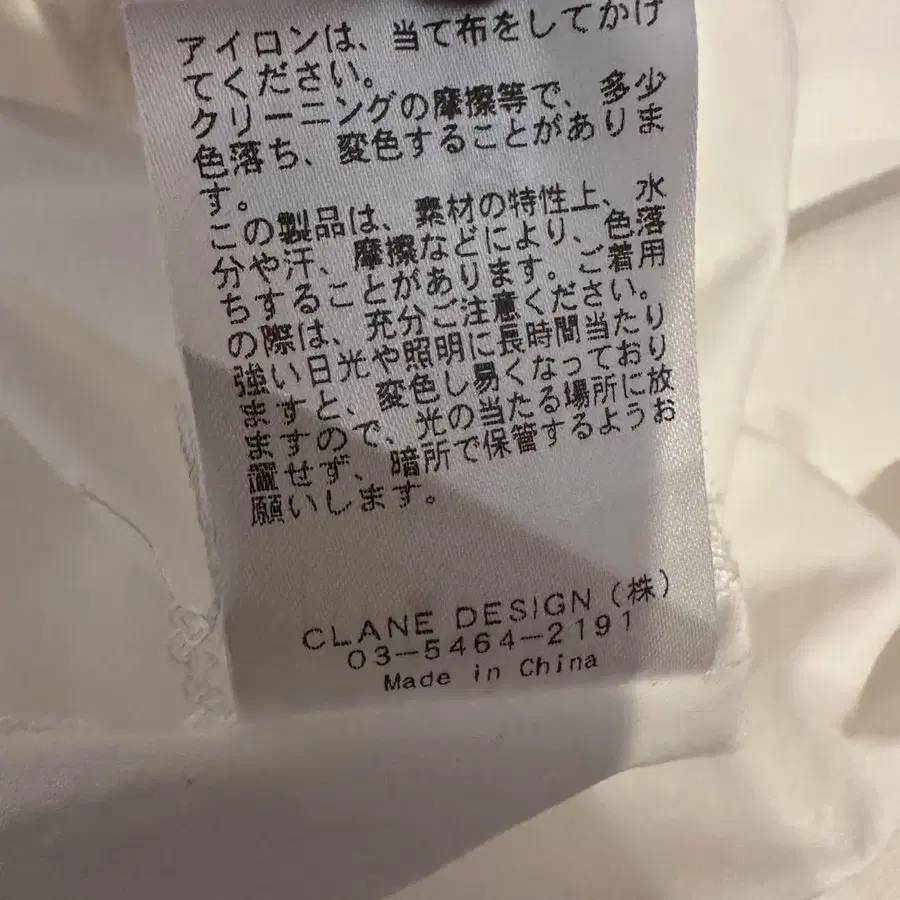 アイロンは、当て布をしてかけ
てください。
クリーニングの摩擦等で、多少
色落ち、変色することがありま
す。
この製品は、素材の特性上、水
分や汗、摩擦などにより、色落
ちすることがあります。ご着用
の際は、充分ご注意ください。
強い日光や照明に長時間当たり
ますと、変色し易くなっており
ますので、光の当たる場所に放
置せず、暗所で保管するようお
願いします。
CLANE DESIGN(株)
03-5464-2191
Made in China